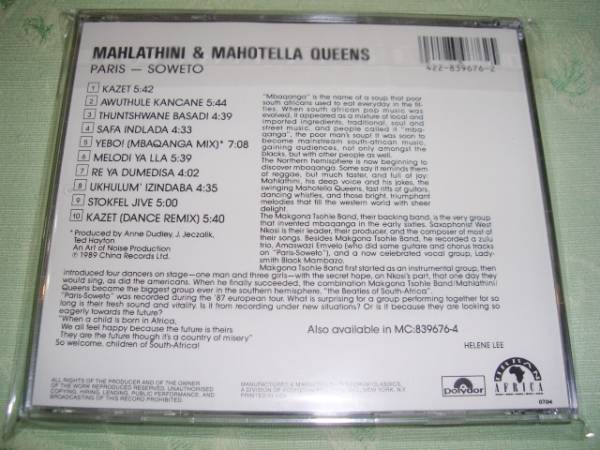 MAHLATHINI & MAHOTELLA QUEENS
PARIS — SOWETO
422-839676-2
1 KAZET 5:42
2 AWUTHULE KANCANE 5:44
3 THUNTSHWANE BASADI 4:39
4 SAFA INDLADA 4:33
5 YEBO! (MBAQANGA MIX)* 7:08
6 MELODI YA LLA 5:39
7 RE YA DUMEDISA 4:02
8 UKHULUM' IZINDABA 4:35
9 STOKFEL JIVE 5:00
10 KAZET (DANCE REMIX) 5:40
* Produced by Anne Dudley, J. Jeczalik,
Ted Hayton
An Art of Noise Production
℗ 1989 China Records Ltd.
"Mbaqanga" is the name of a soup that poor
south africans used to eat everyday in the fif-
ties. When south african pop music was
evolved, it appeared as a mixture of local and
imported ingredients, traditional, soul and
street music, and people called it "mba-
qanga", the poor man's soup! It was soon to
become mainstream south-african music,
gaining audiences, not only amongst the
blacks, but with other people as well.
The Northern hemisphere is now beginning to
discover mbaqanga. Some say it reminds them
of reggae, but much taster, and full of joy:
Mahlathini, his deep voice and his jokes, the
swinging Mahotella Queens, fast riffs of guitars,
dancing whistles, and those bright, triumphant
melodies that fill the western world with sheer
delight.
The Makgona Tsohle Band, their backing band, is the very group
that invented mbaqanga in the early sixties. Saxophonist West
Nkosi is their leader, their producer, and the composer of most of
their songs. Besides Makgona Tsohle Band, he recorded a zulu
trio, Amaswazi Emvelo (who did some guitars and chorus tracks on
"Paris-Soweto"), and a now celebrated vocal group, Lady-
smith Black Mambazo.
Makgona Tsohle Band first started as an instrumental group, then
introduced four dancers on stage—one man and three girls—with the secret hope, on Nkosi's part, that one day they
would sing, as did the americans. When he finally succeeded, the combination Makgona Tsohle Band/Mahlathini/
Queens became the biggest group ever in the southern hemisphere, "the Beatles of South-Africa".
"Paris-Soweto" was recorded during the '87 european tour. What is surprising for a group performing together for so
long is their fresh sound and vitality. Is it from recording under new situations? Or is it because they are looking so
eagerly towards the future?
"When a child is born in Africa,
We all feel happy because the future is theirs
They are the future though it's a country of misery"
So welcome, children of South-Africa!
Also available in MC:839676-4
HELENE LEE
ALL RIGHTS OF THE PRODUCER AND OF THE OWNER
OF THE WORK REPRODUCED RESERVED. UNAUTHORISED
COPYING, HIRING, LENDING, PUBLIC PERFORMANCE, AND
BROADCASTING OF THIS RECORD PROHIBITED.
MANUFACTURED & MARKETED
A DIVISION OF NEW YORK, N.Y.
PRINTED IN USA
polydor
URBAN
AFRICA
0704